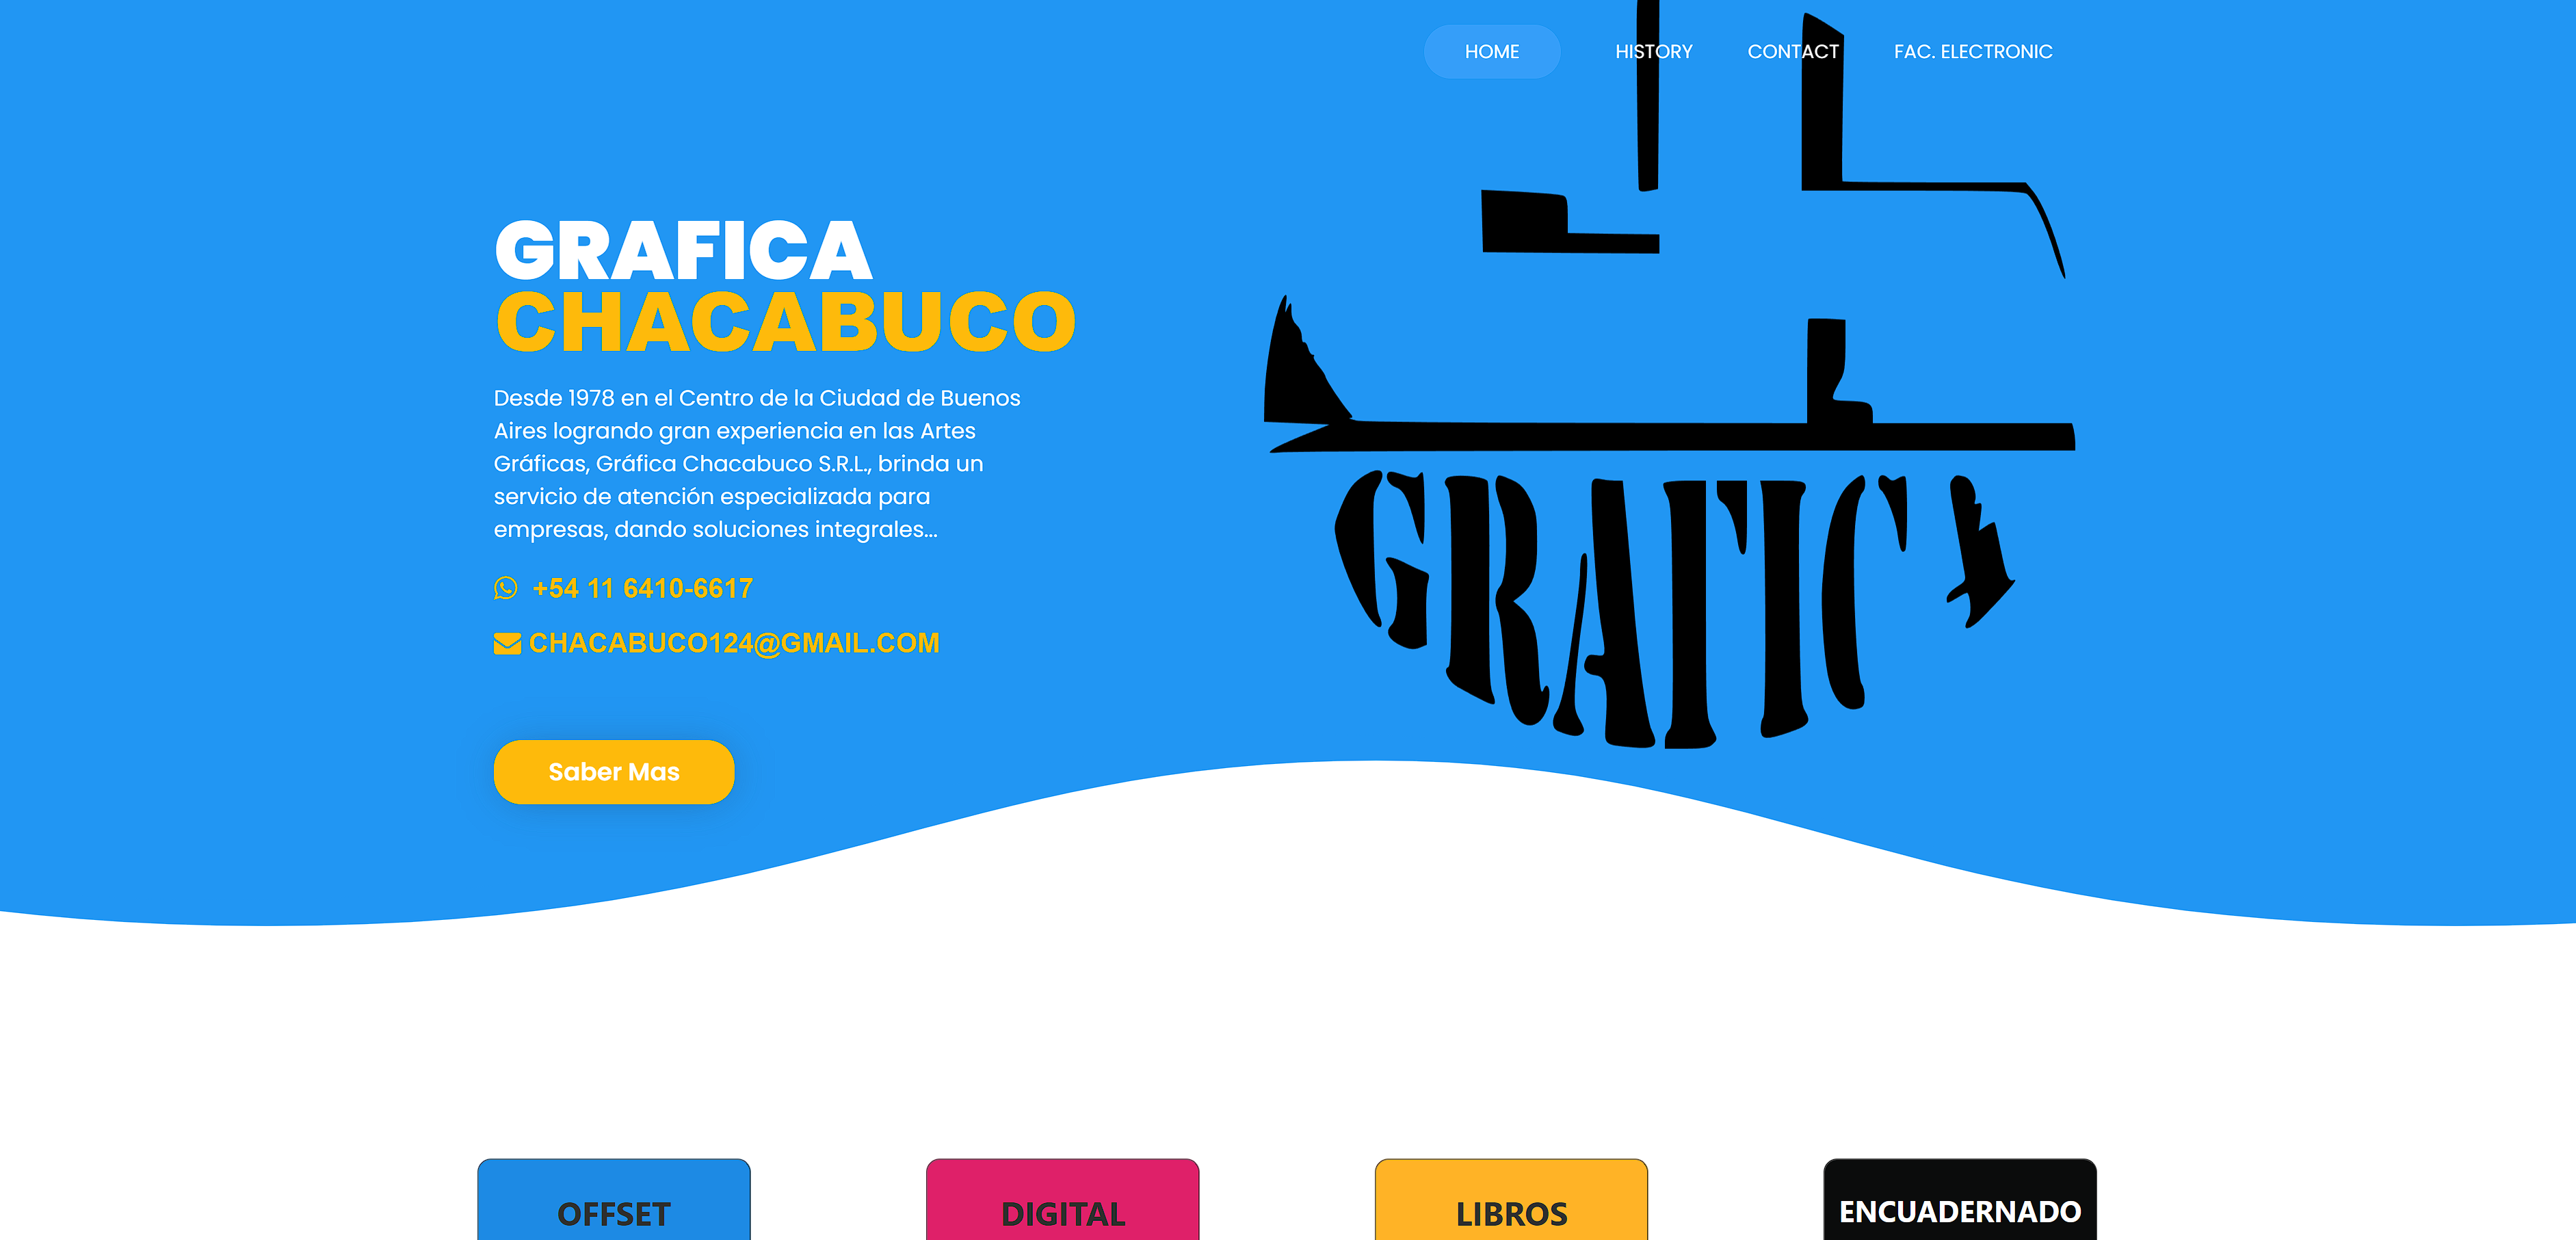 HOME HISTORY CONTACT FAC. ELECTRONIC
GRAFICA
CHACABUCO
Desde 1978 en el Centro de la Ciudad de Buenos
Aires logrando gran experiencia en las Artes
Gráficas, Gráfica Chacabuco S.R.L., brinda un
servicio de atención especializada para
empresas, dando soluciones integrales...
+54 11 6410-6617
CHACABUCO124@GMAIL.COM
Saber Mas
GRAFICA
OFFSET
DIGITAL
LIBROS
ENCUADERNADO